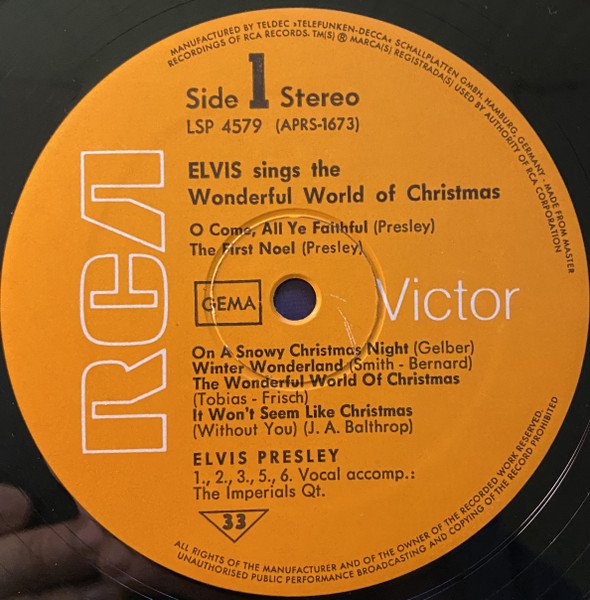 MANUFACTURED BY TELDEC »TELEFUNKEN-DECCA« SCHALLPLATTEN GMBH, HAMBURG, GERMANY · MADE FROM MASTER
RECORDINGS OF RCA RECORDS. TM(S) ® MARCA(S) REGISTRADA(S) USED BY AUTHORITY OF RCA CORPORATION
Side 1 Stereo
LSP 4579 (APRS-1673)
ELVIS sings the
Wonderful World of Christmas
O Come, All Ye Faithful (Presley)
The First Noel (Presley)
RCA
GEMA
Victor
On A Snowy Christmas Night (Gelber)
Winter Wonderland (Smith - Bernard)
The Wonderful World Of Christmas
(Tobias - Frisch)
It Won't Seem Like Christmas
(Without You) (J. A. Balthrop)
ELVIS PRESLEY
1., 2., 3., 5., 6. Vocal accomp.:
The Imperials Qt.
33
ALL RIGHTS OF THE MANUFACTURER AND OF THE OWNER OF THE RECORDED WORK RESERVED.
UNAUTHORISED PUBLIC PERFORMANCE BROADCASTING AND COPYING OF THE RECORD PROHIBITED